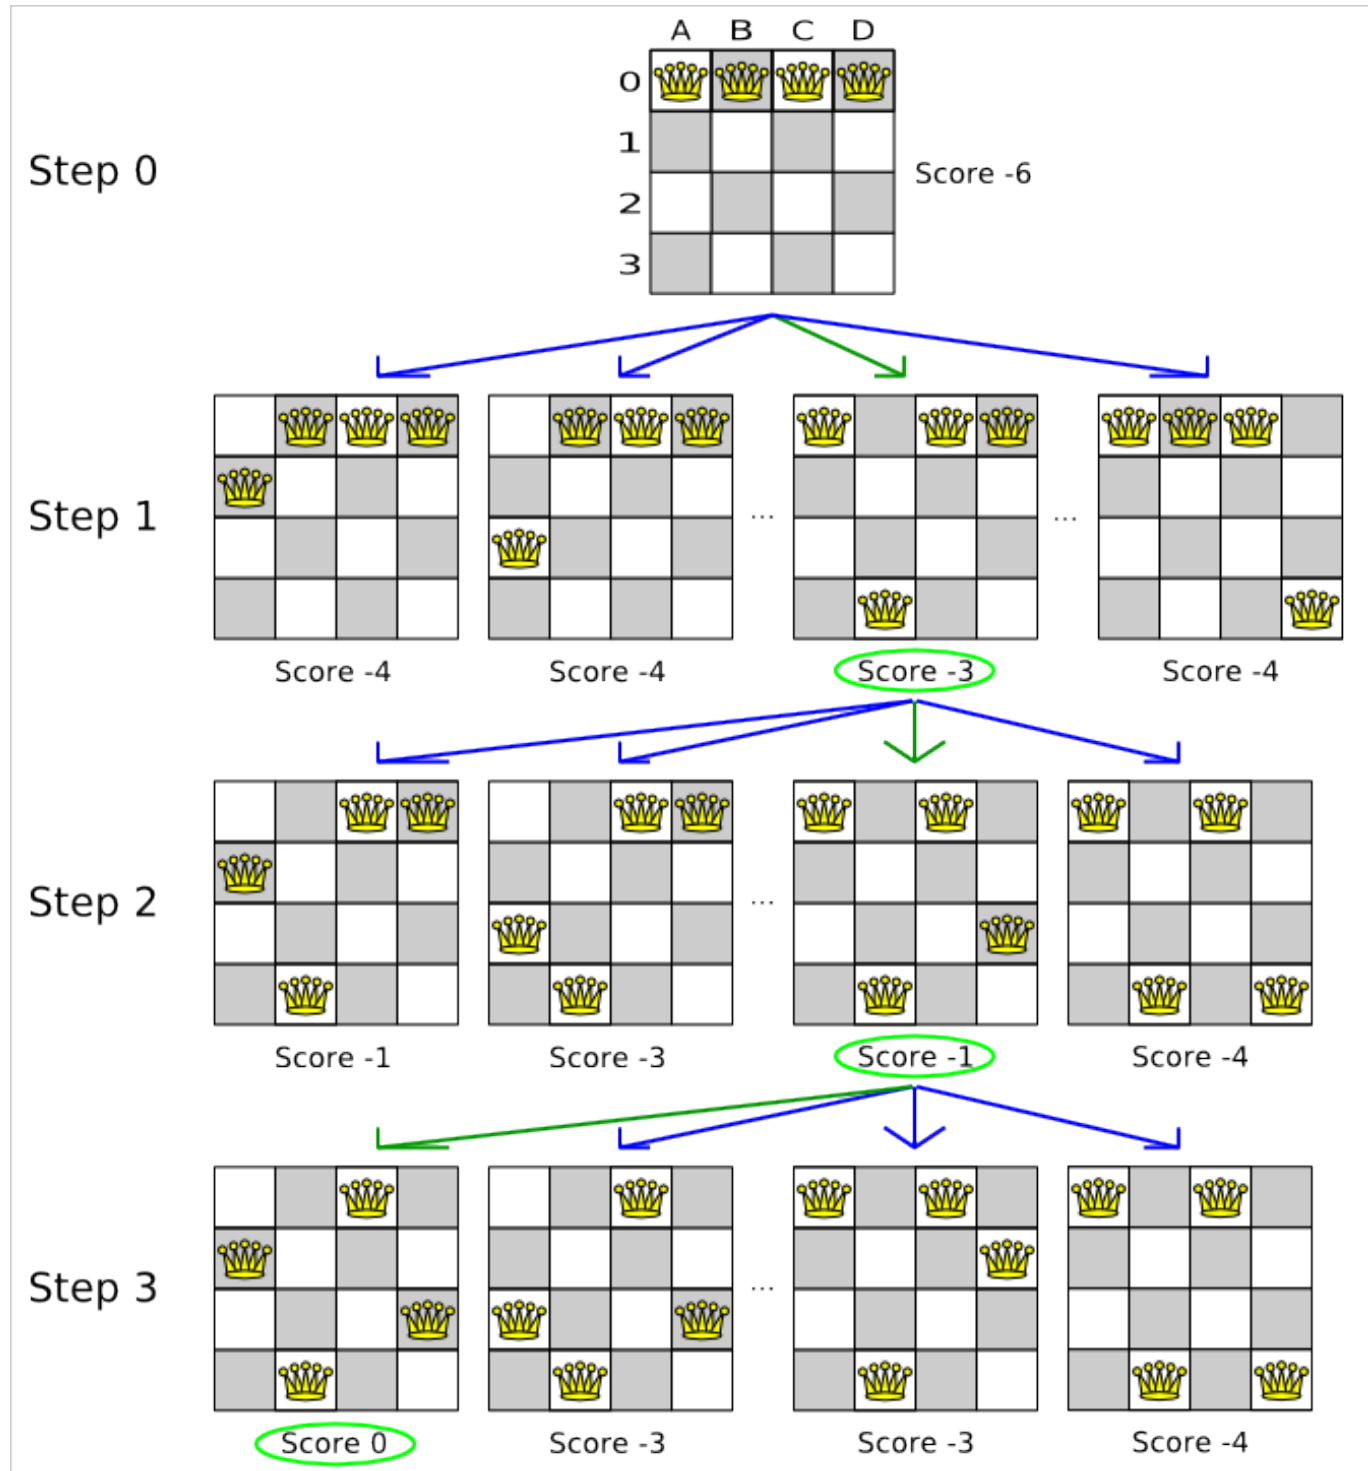 A B C D
0
1
Step 0
Score -6
2
3
Step 1
...
...
Score -4
Score -4
Score -3
Score -4
Step 2
...
Score -1
Score -3
Score -1
Score -4
Step 3
...
Score 0
Score -3
Score -3
Score -4